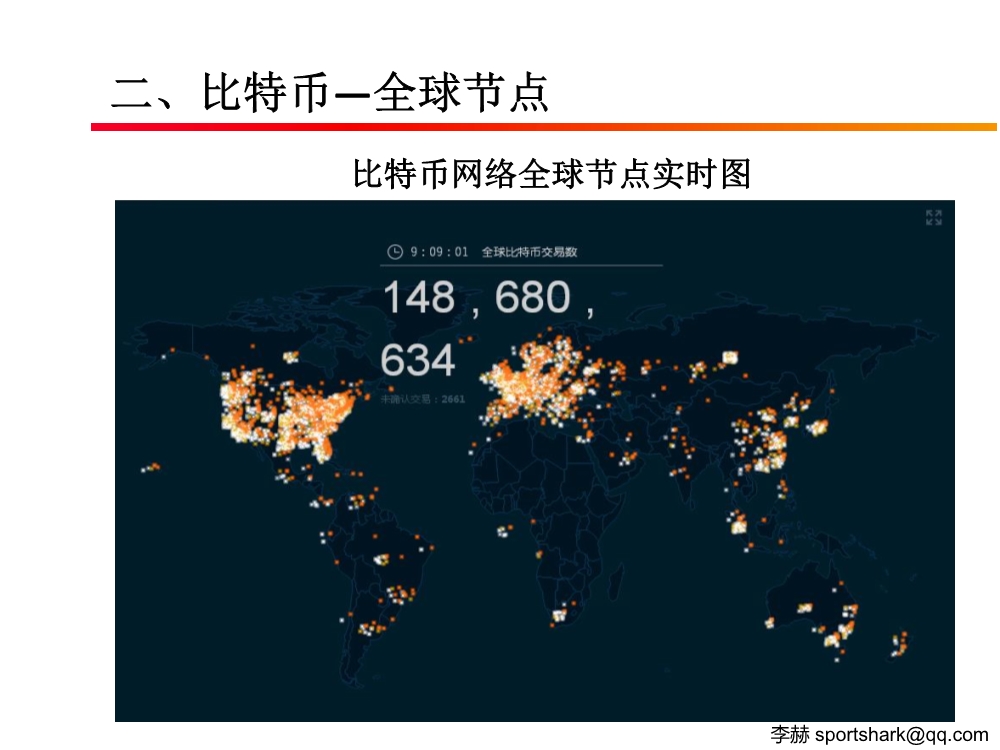 二、比特币—全球节点
比特币网络全球节点实时图
9:09:01 全球比特币交易数
148,680,
634
未确认交易：2661
李赫 sportshark@qq.com